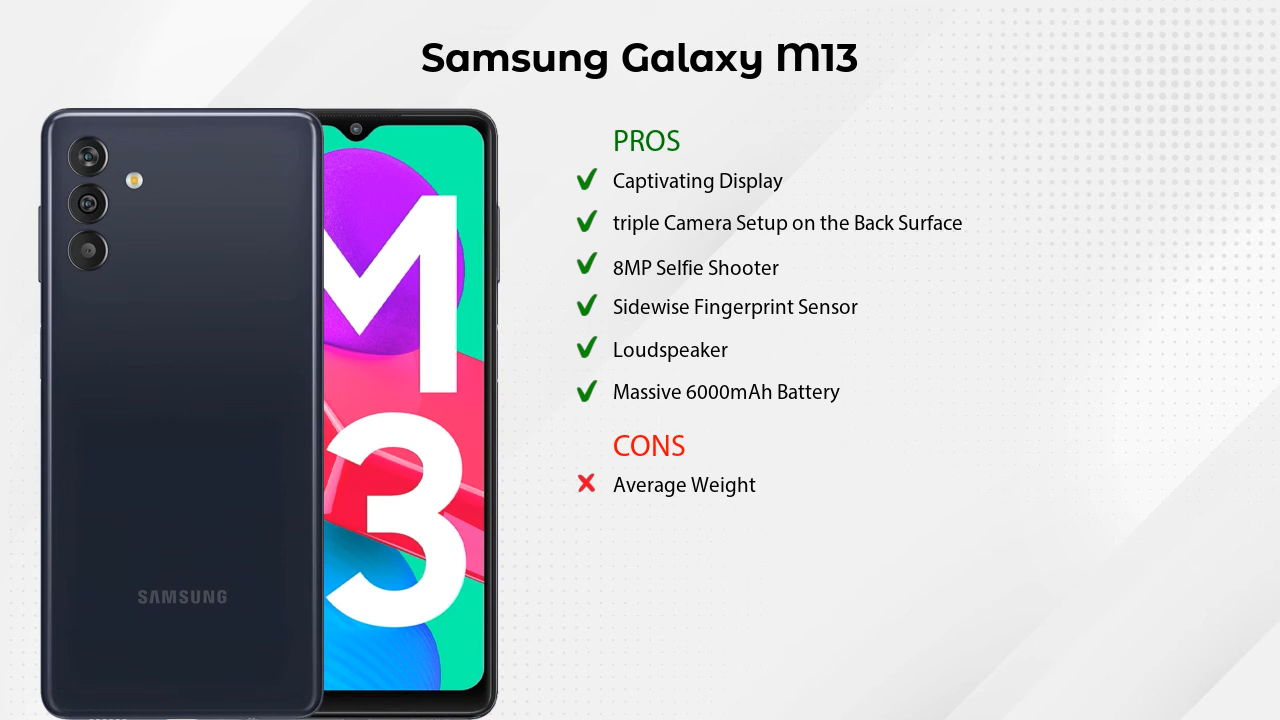 Samsung Galaxy M13
PROS
Captivating Display
triple Camera Setup on the Back Surface
8MP Selfie Shooter
Sidewise Fingerprint Sensor
Loudspeaker
Massive 6000mAh Battery
CONS
Average Weight
M
3
SAMSUNG